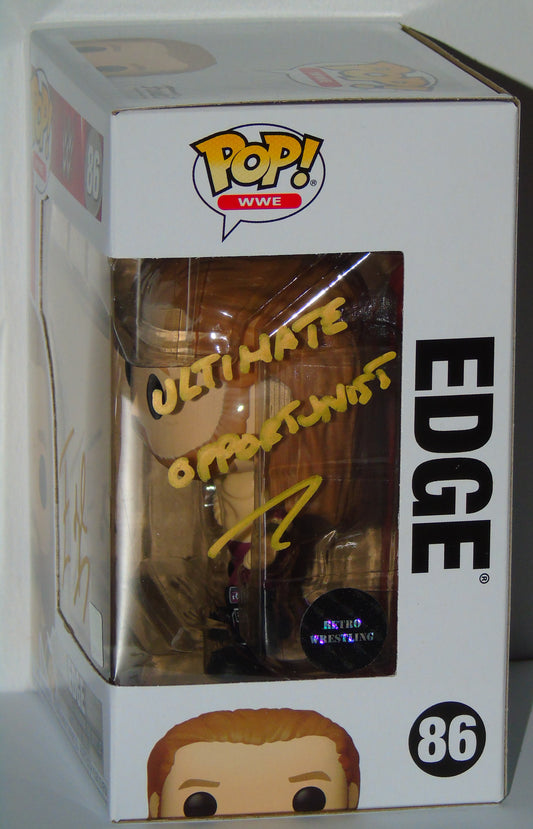 POP!
WWE
86
ULTIMATE
OPPORTUNIST
EDGE
RETRO
WRESTLING
86